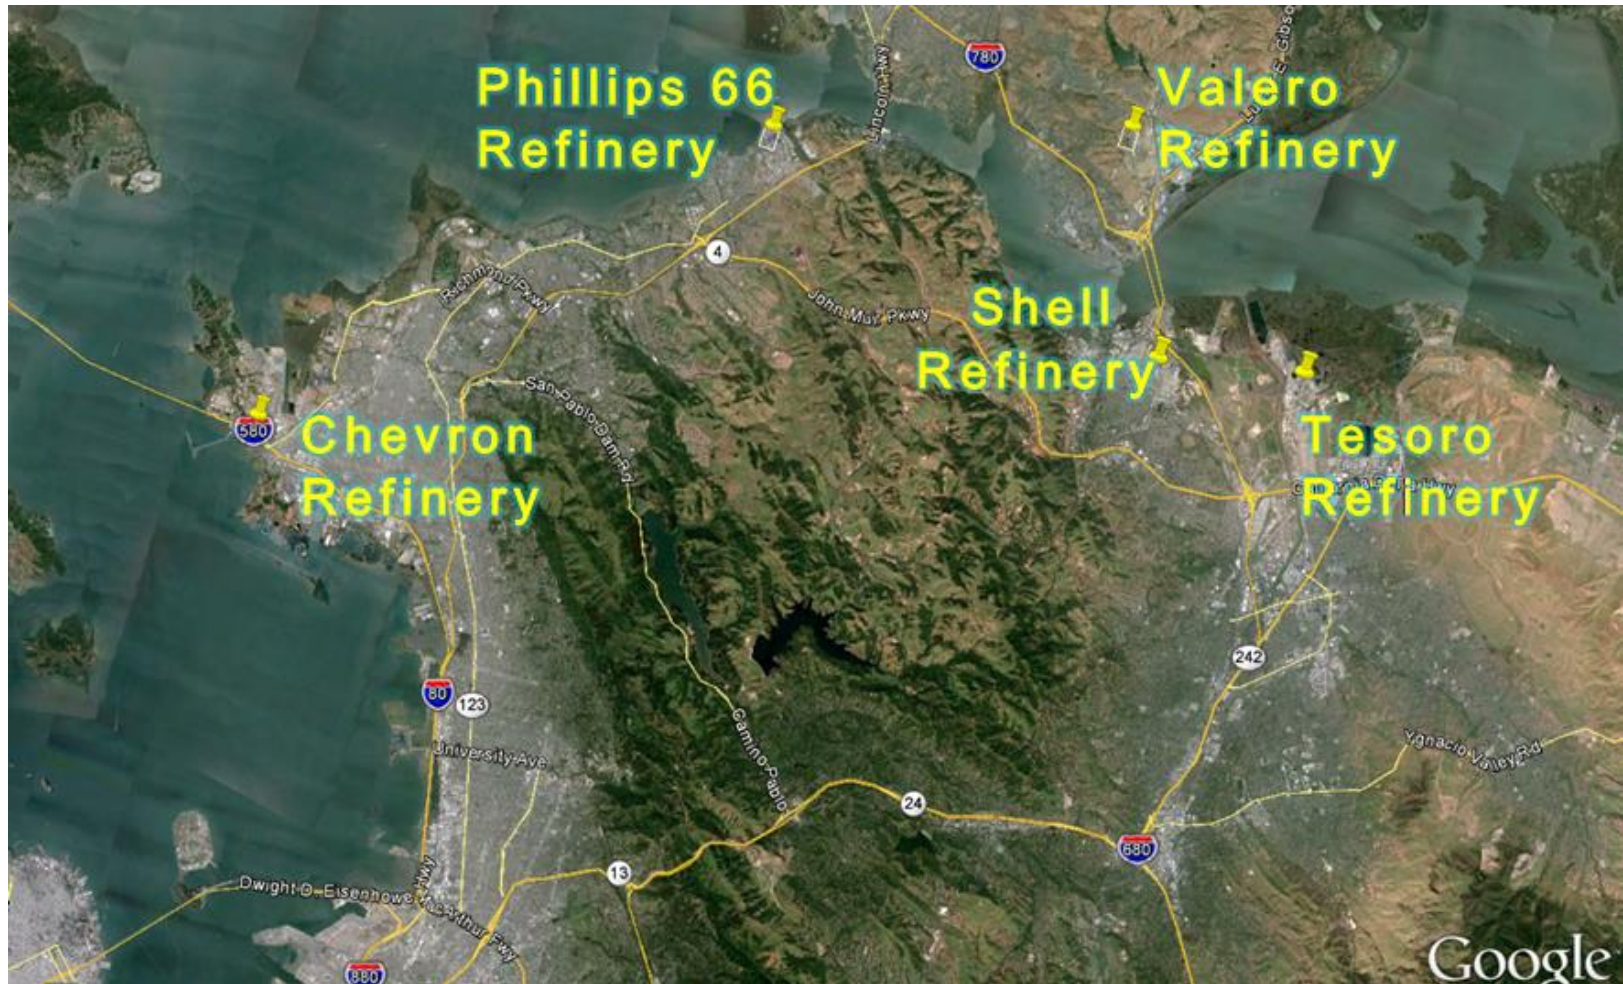 Phillips 66
Refinery
Lincoln Hwy
780
Valero
Refinery
4
Richmond Pkwy
John Muir Pkwy
Shell
Refinery
San Pablo Dam Rd
580
Chevron
Refinery
Tesoro
Refinery
242
80
123
University Ave
Camino Pablo
Ygnacio Valley Rd
24
680
13
Dwight D. Eisenhower Hwy
MacArthur Fwy
880
Google